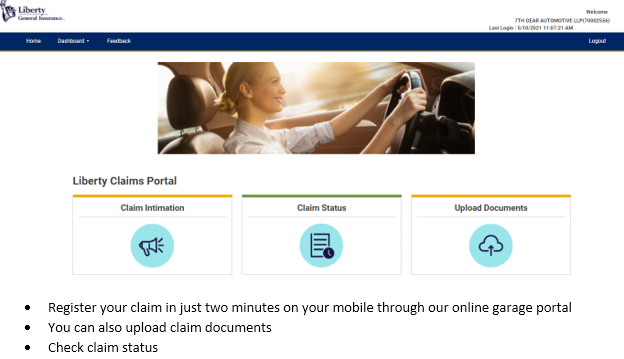 Liberty
General Insurance.
Welcome
7TH GEAR AUTOMOTIVE LLP(70002556)
Last Login : 5/10/2021 11:07:21 AM
Home Dashboard Feedback Logout
Liberty Claims Portal
Claim Intimation Claim Status Upload Documents
• Register your claim in just two minutes on your mobile through our online garage portal
• You can also upload claim documents
• Check claim status